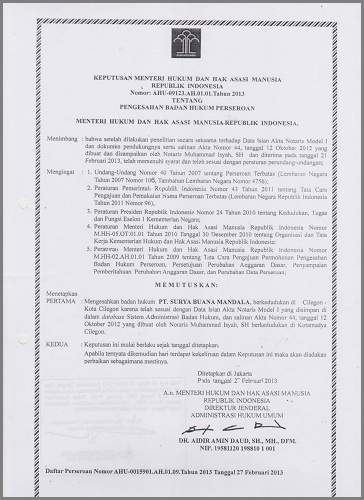 KEPUTUSAN MENTERI HUKUM DAN HAK ASASI MANUSIA
REPUBLIK INDONESIA
Nomor: AHU-09123.AH.01.01.Tahun 2013
TENTANG
PENGESAHAN BADAN HUKUM PERSEROAN
MENTERI HUKUM DAN HAK ASASI MANUSIA REPUBLIK INDONESIA,
Menimbang : bahwa setelah dilakukan penelitian secara seksama terhadap Data Isian Akta Notaris Model I
dan dokumen pendukungnya serta salinan Akta Nomor 44, tanggal 12 Oktober 2012 yang
dibuat dan disampaikan oleh Notaris Muhammad Isyah, SH dan diterima pada tanggal 21
Februari 2013, telah memenuhi syarat dan telah sesuai dengan peraturan perundang-undangan;
Mengingat : 1. Undang-Undang Nomor 40 Tahun 2007 tentang Perseroan Terbatas (Lembaran Negara
Tahun 2007 Nomor 106, Tambahan Lembaran Negara Nomor 4756);
2. Peraturan Pemerintah Republik Indonesia Nomor 43 Tahun 2011 tentang Tata Cara
Pengajuan dan Pemakaian Nama Perseroan Terbatas (Lembaran Negara Republik Indonesia
Tahun 2011 Nomor 96),
3. Peraturan Presiden Republik Indonesia Nomor 24 Tahun 2010 tentang Kedudukan, Tugas
dan Fungsi Eselon I Kementerian Negara.
4. Peraturan Menteri Hukum dan Hak Asasi Manusia Republik Indonesia Nomor
M.HH-05.OT.01.01 Tahun 2010 Tanggal 30 Desember 2010 tentang Organisasi dan Tata
Kerja Kementerian Hukum dan Hak Asasi Manusia Republik Indonesia;
5. Peraturan Menteri Hukum dan Hak Asasi Manusia Republik Indonesia Nomor
M.HH-02.AH.01.01 Tahun 2009 tentang Tata Cara Pengajuan Permohonan Pengesahan
Badan Hukum Perseroan, Persetujuan Perubahan Anggaran Dasar, Penyampaian
Pemberitahuan Perubahan Anggaran Dasar, dan Perubahan Data Perseroan;
M E M U T U S K A N :
Menetapkan
PERTAMA : Mengesahkan badan hukum PT. SURYA BUANA MANDALA, berkedudukan di Cilegon -
Kota Cilegon karena telah sesuai dengan Data Isian Akta Notaris Model I yang disimpan di
dalam database Sistem Administrasi Badan Hukum, dan salinan Akta Nomor 44, tanggal 12
Oktober 2012 yang dibuat oleh Notaris Muhammad Isyah, SH berkedudukan di Kotamadya
Cilegon.
KEDUA : Keputusan ini mulai berlaku sejak tanggal ditetapkan.
Apabila ternyata dikemudian hari terdapat kekeliruan dalam Keputusan ini maka akan diadakan
perbaikan sebagaimana mestinya.
Ditetapkan di Jakarta
Pada tanggal 27 Februari 2013
A.n. MENTERI HUKUM DAN HAK ASASI MANUSIA
REPUBLIK INDONESIA
DIREKTUR JENDERAL
ADMINISTRASI HUKUM UMUM
DR. AIDIR AMIN DAUD, SH., MH., DFM.
NIP. 19581120 198810 1 001
Daftar Perseroan Nomor AHU-0015901.AH.01.09.Tahun 2013 Tanggal 27 Februari 2013